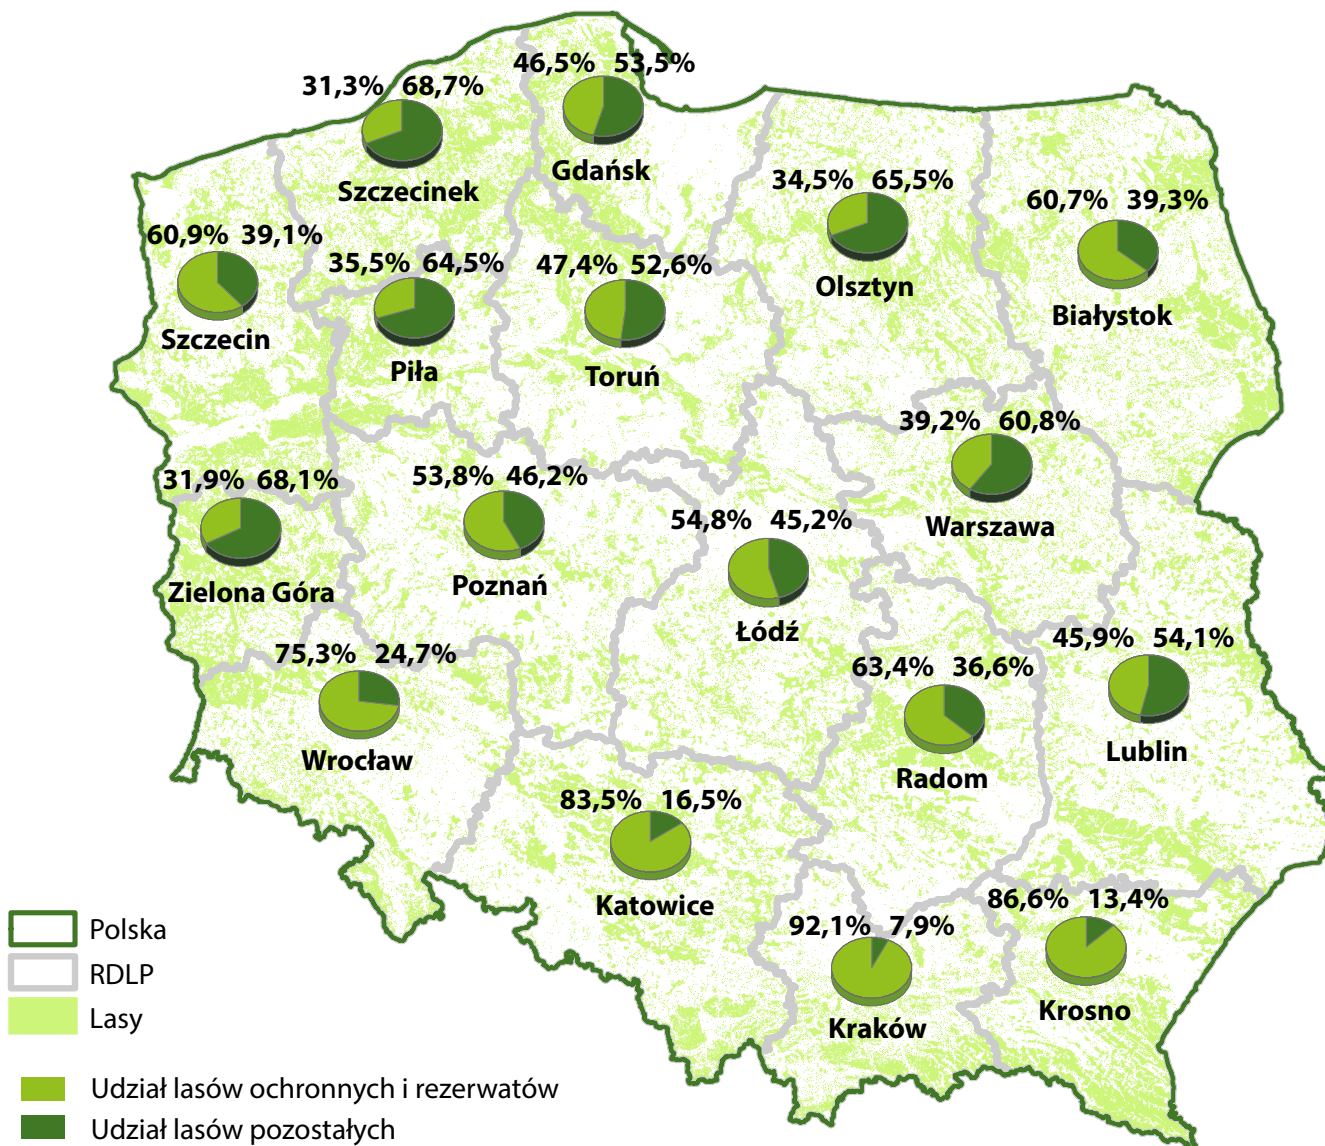 46,5% 53,5%
Gdańsk
31,3% 68,7%
Szczecinek
34,5% 65,5%
Olsztyn
60,7% 39,3%
Białystok
60,9% 39,1%
Szczecin
35,5% 64,5%
Piła
47,4% 52,6%
Toruń
39,2% 60,8%
Warszawa
31,9% 68,1%
Zielona Góra
53,8% 46,2%
Poznań
54,8% 45,2%
Łódź
45,9% 54,1%
Lublin
75,3% 24,7%
Wrocław
63,4% 36,6%
Radom
83,5% 16,5%
Katowice
92,1% 7,9%
Kraków
86,6% 13,4%
Krosno
Polska
RDLP
Lasy
Udział lasów ochronnych i rezerwatów
Udział lasów pozostałych